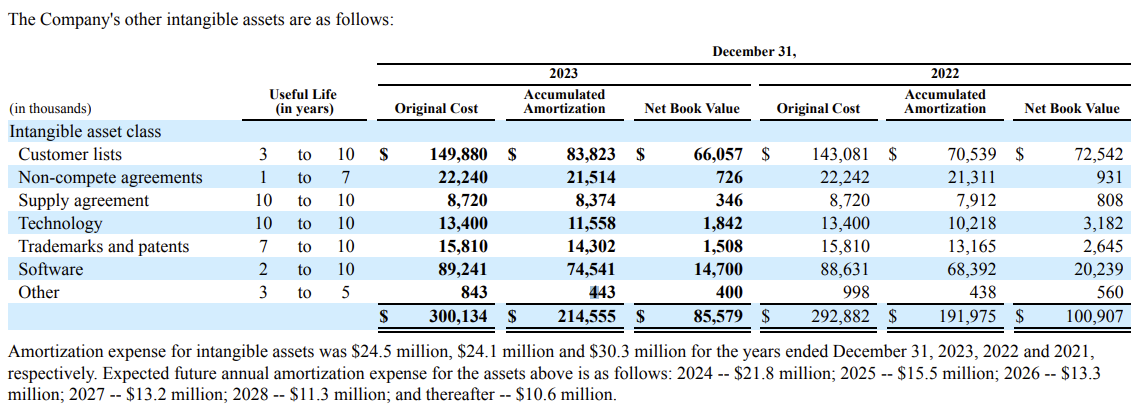 The Company's other intangible assets are as follows:
December 31,
2023 2022
(in thousands) Useful Life (in years) Original Cost Accumulated Amortization Net Book Value Original Cost Accumulated Amortization Net Book Value
Intangible asset class
Customer lists 3 to 10 $ 149,880 $ 83,823 $ 66,057 $ 143,081 $ 70,539 $ 72,542
Non-compete agreements 1 to 7 22,240 21,514 726 22,242 21,311 931
Supply agreement 10 to 10 8,720 8,374 346 8,720 7,912 808
Technology 10 to 10 13,400 11,558 1,842 13,400 10,218 3,182
Trademarks and patents 7 to 10 15,810 14,302 1,508 15,810 13,165 2,645
Software 2 to 10 89,241 74,541 14,700 88,631 68,392 20,239
Other 3 to 5 843 443 400 998 438 560
$ 300,134 $ 214,555 $ 85,579 $ 292,882 $ 191,975 $ 100,907
Amortization expense for intangible assets was $24.5 million, $24.1 million and $30.3 million for the years ended December 31, 2023, 2022 and 2021,
respectively. Expected future annual amortization expense for the assets above is as follows: 2024 -- $21.8 million; 2025 -- $15.5 million; 2026 -- $13.3
million; 2027 -- $13.2 million; 2028 -- $11.3 million; and thereafter -- $10.6 million.